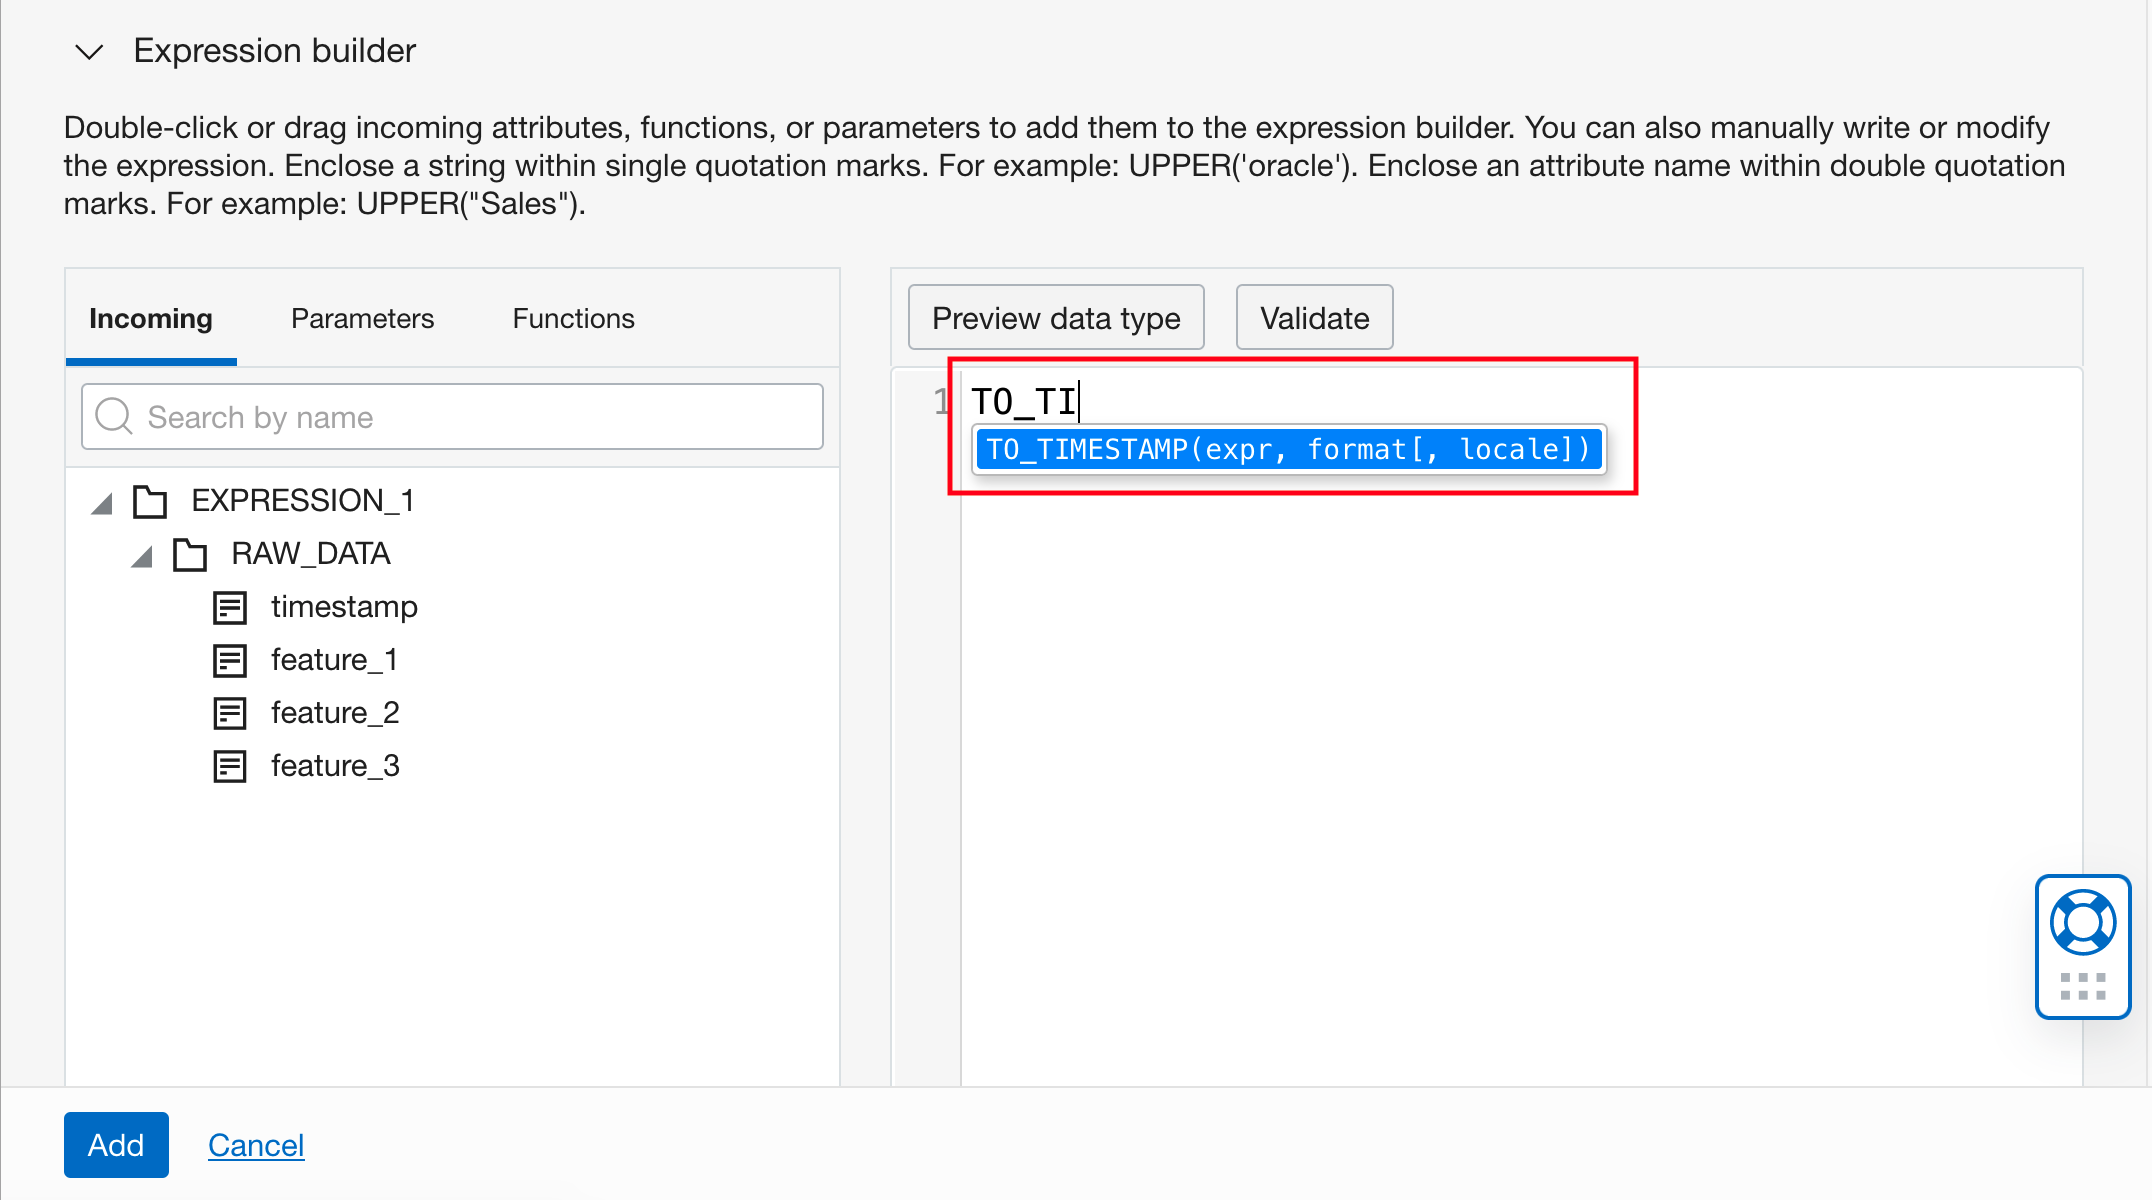 Expression builder
Double-click or drag incoming attributes, functions, or parameters to add them to the expression builder. You can also manually write or modify
the expression. Enclose a string within single quotation marks. For example: UPPER('oracle'). Enclose an attribute name within double quotation
marks. For example: UPPER("Sales").
Incoming Parameters Functions
Search by name
EXPRESSION_1
RAW_DATA
timestamp
feature_1
feature_2
feature_3
Preview data type Validate
1 TO_TI
TO_TIMESTAMP(expr, format[, locale])
Add Cancel